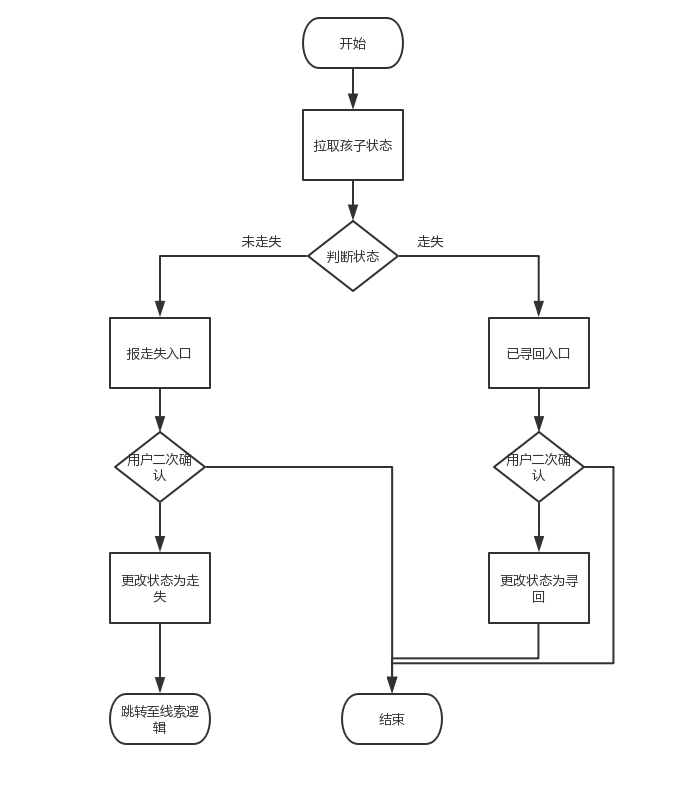 开始
拉取孩子状态
未走失
走失
判断状态
报走失入口
已寻回入口
用户二次确
认
用户二次确
认
更改状态为走
失
更改状态为寻
回
跳转至线索逻
辑
结束